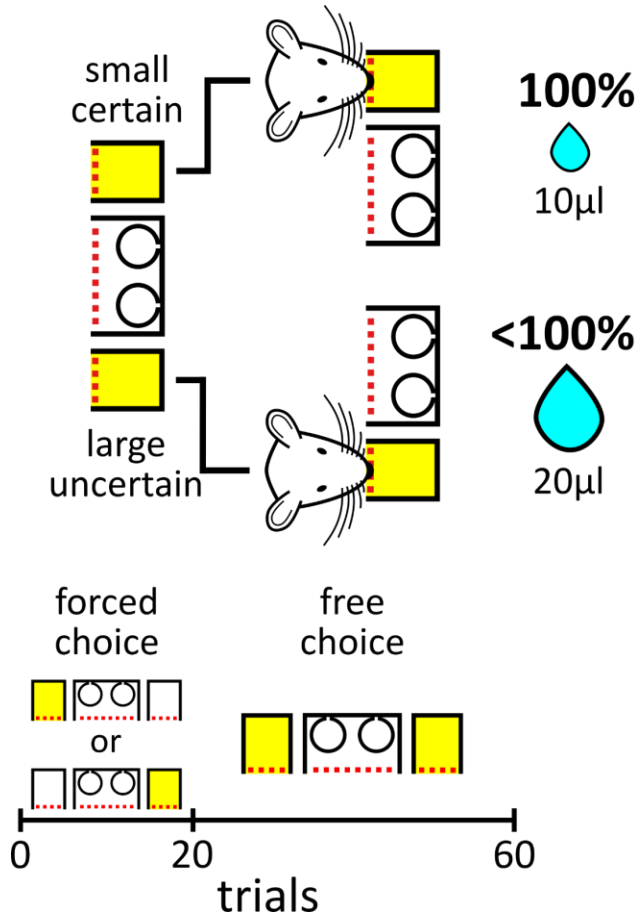 small
certain
100%
10µl
<100%
20µl
large
uncertain
forced
choice
free
choice
or
0
20
60
trials